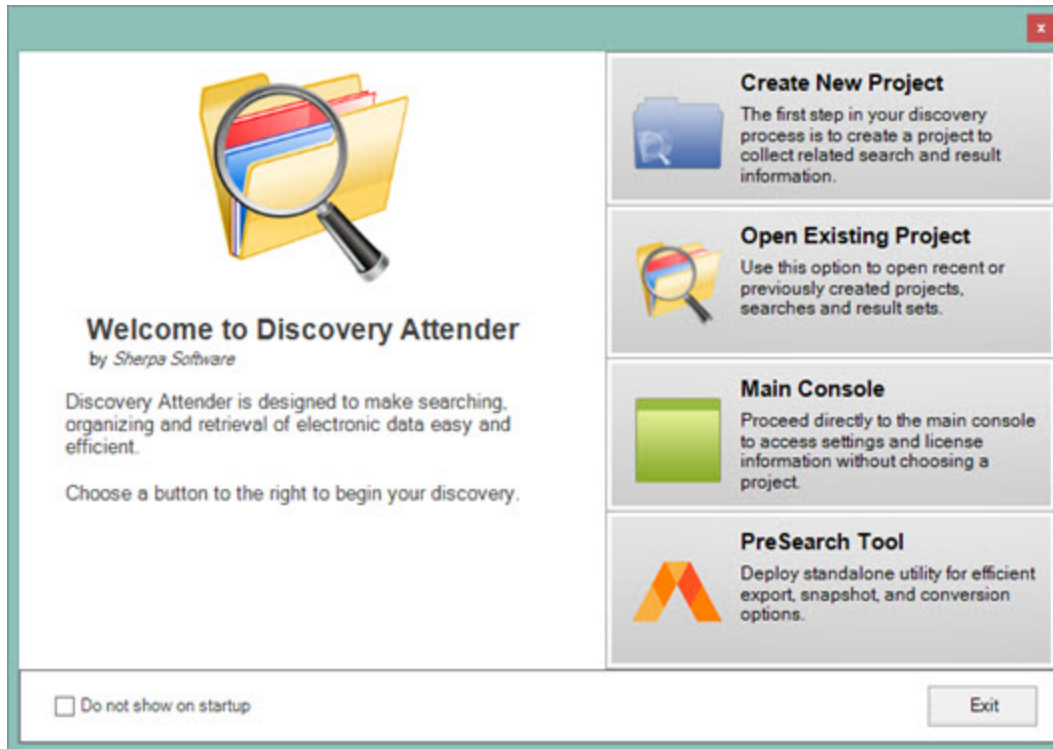 x
Welcome to Discovery Attender
by Sherpa Software
Discovery Attender is designed to make searching,
organizing and retrieval of electronic data easy and
efficient.
Choose a button to the right to begin your discovery.
Create New Project
The first step in your discovery
process is to create a project to
collect related search and result
information.
Open Existing Project
Use this option to open recent or
previously created projects,
searches and result sets.
Main Console
Proceed directly to the main console
to access settings and license
information without choosing a
project.
PreSearch Tool
Deploy standalone utility for efficient
export, snapshot, and conversion
options.
Do not show on startup
Exit